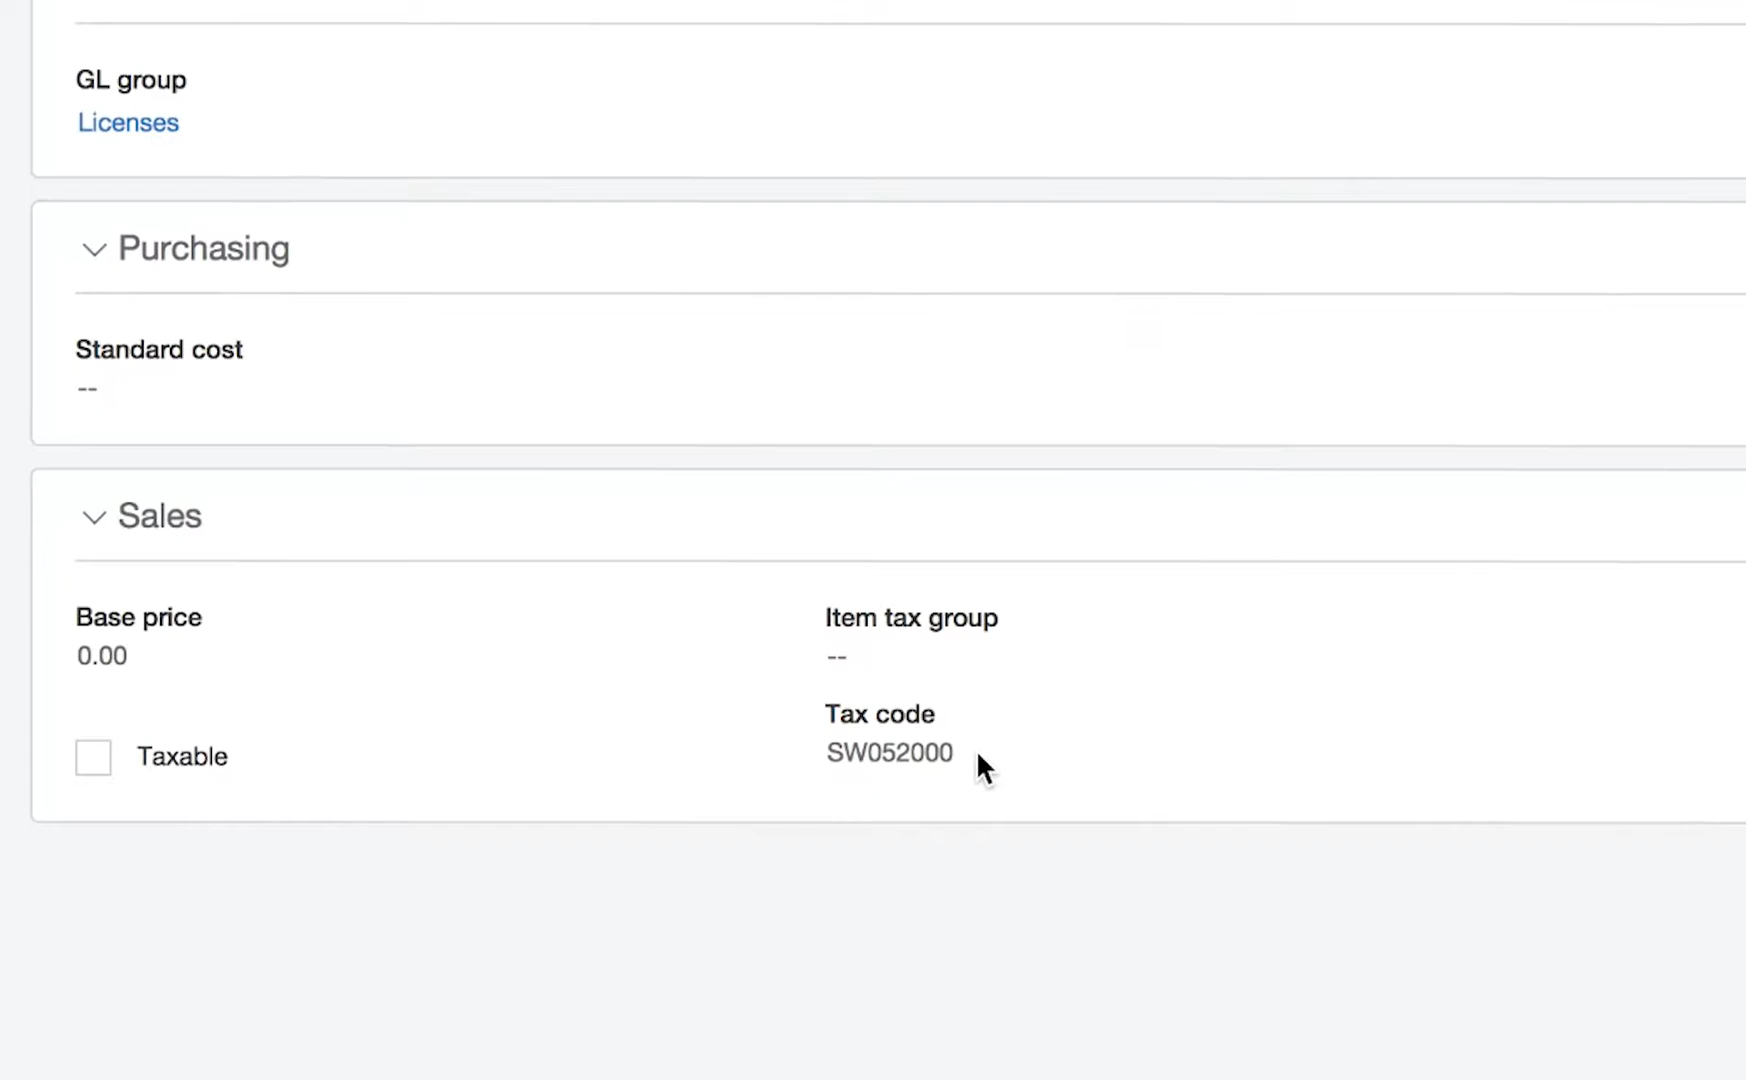 GL group
Licenses
Purchasing
Standard cost
--
Sales
Base price
0.00
Item tax group
--
Tax code
SW052000
Taxable